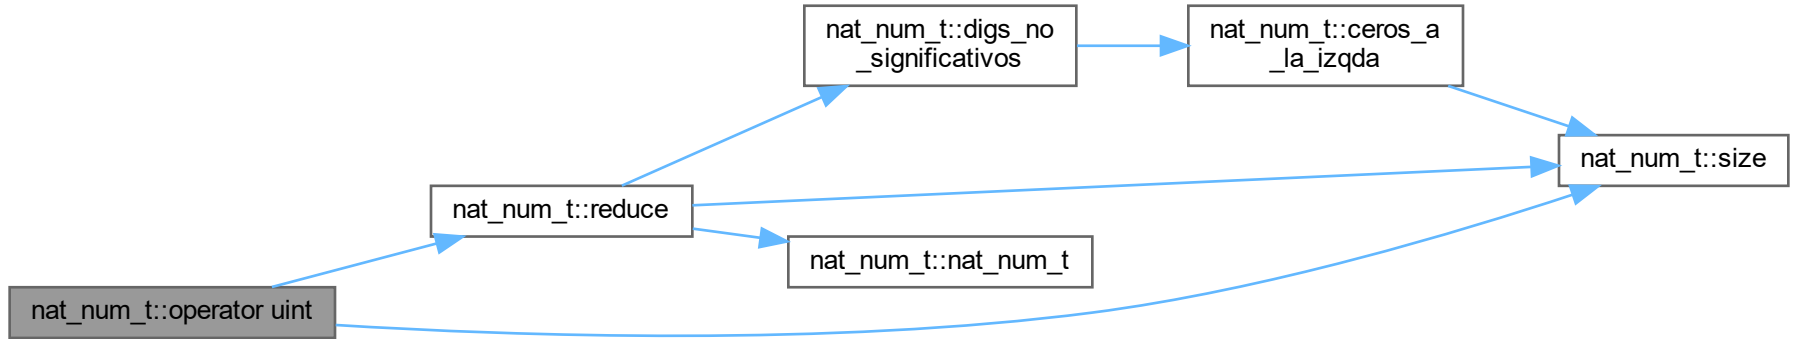 nat_num_t::digs_no
_significativos
nat_num_t::ceros_a
_la_izqda
nat_num_t::size
nat_num_t::reduce
nat_num_t::nat_num_t
nat_num_t::operator uint